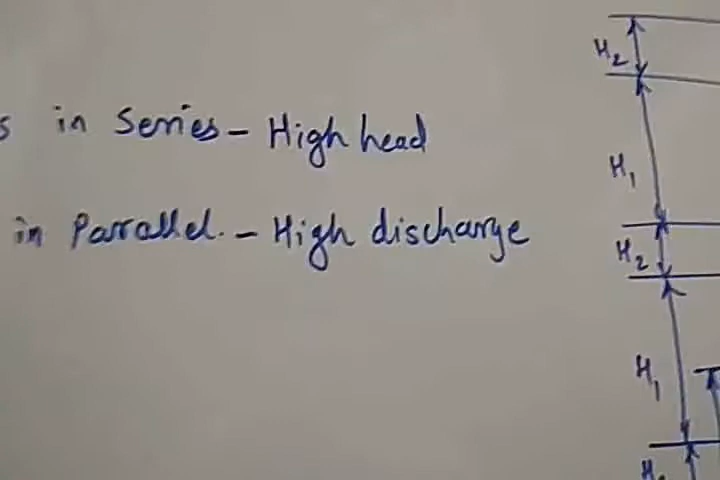 s in Series - High head
in Parallel. - High discharge
H2
H1
H2
H1